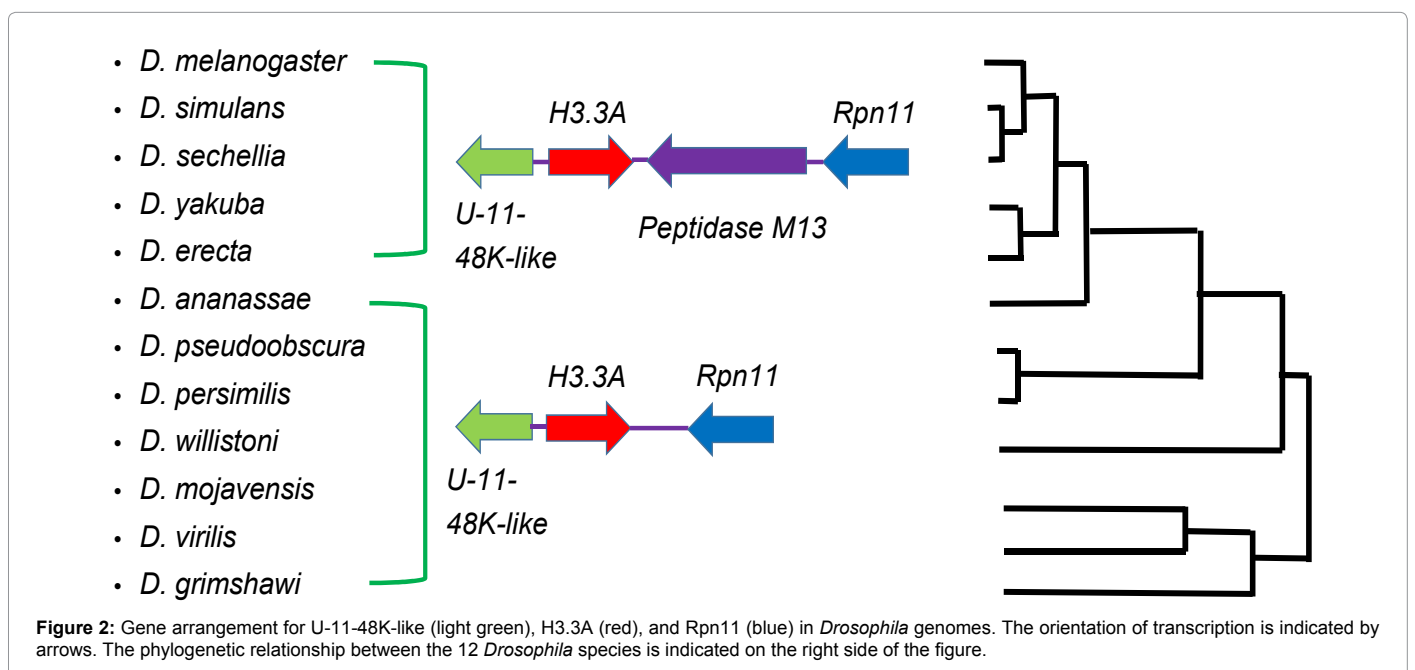 • D. melanogaster
• D. simulans
• D. sechellia
• D. yakuba
• D. erecta
• D. ananassae
• D. pseudoobscura
• D. persimilis
• D. willistoni
• D. mojavensis
• D. virilis
• D. grimshawi
H3.3A
Rpn11
U-11-
48K-like
Peptidase M13
H3.3A
Rpn11
U-11-
48K-like
Figure 2: Gene arrangement for U-11-48K-like (light green), H3.3A (red), and Rpn11 (blue) in Drosophila genomes. The orientation of transcription is indicated by
arrows. The phylogenetic relationship between the 12 Drosophila species is indicated on the right side of the figure.